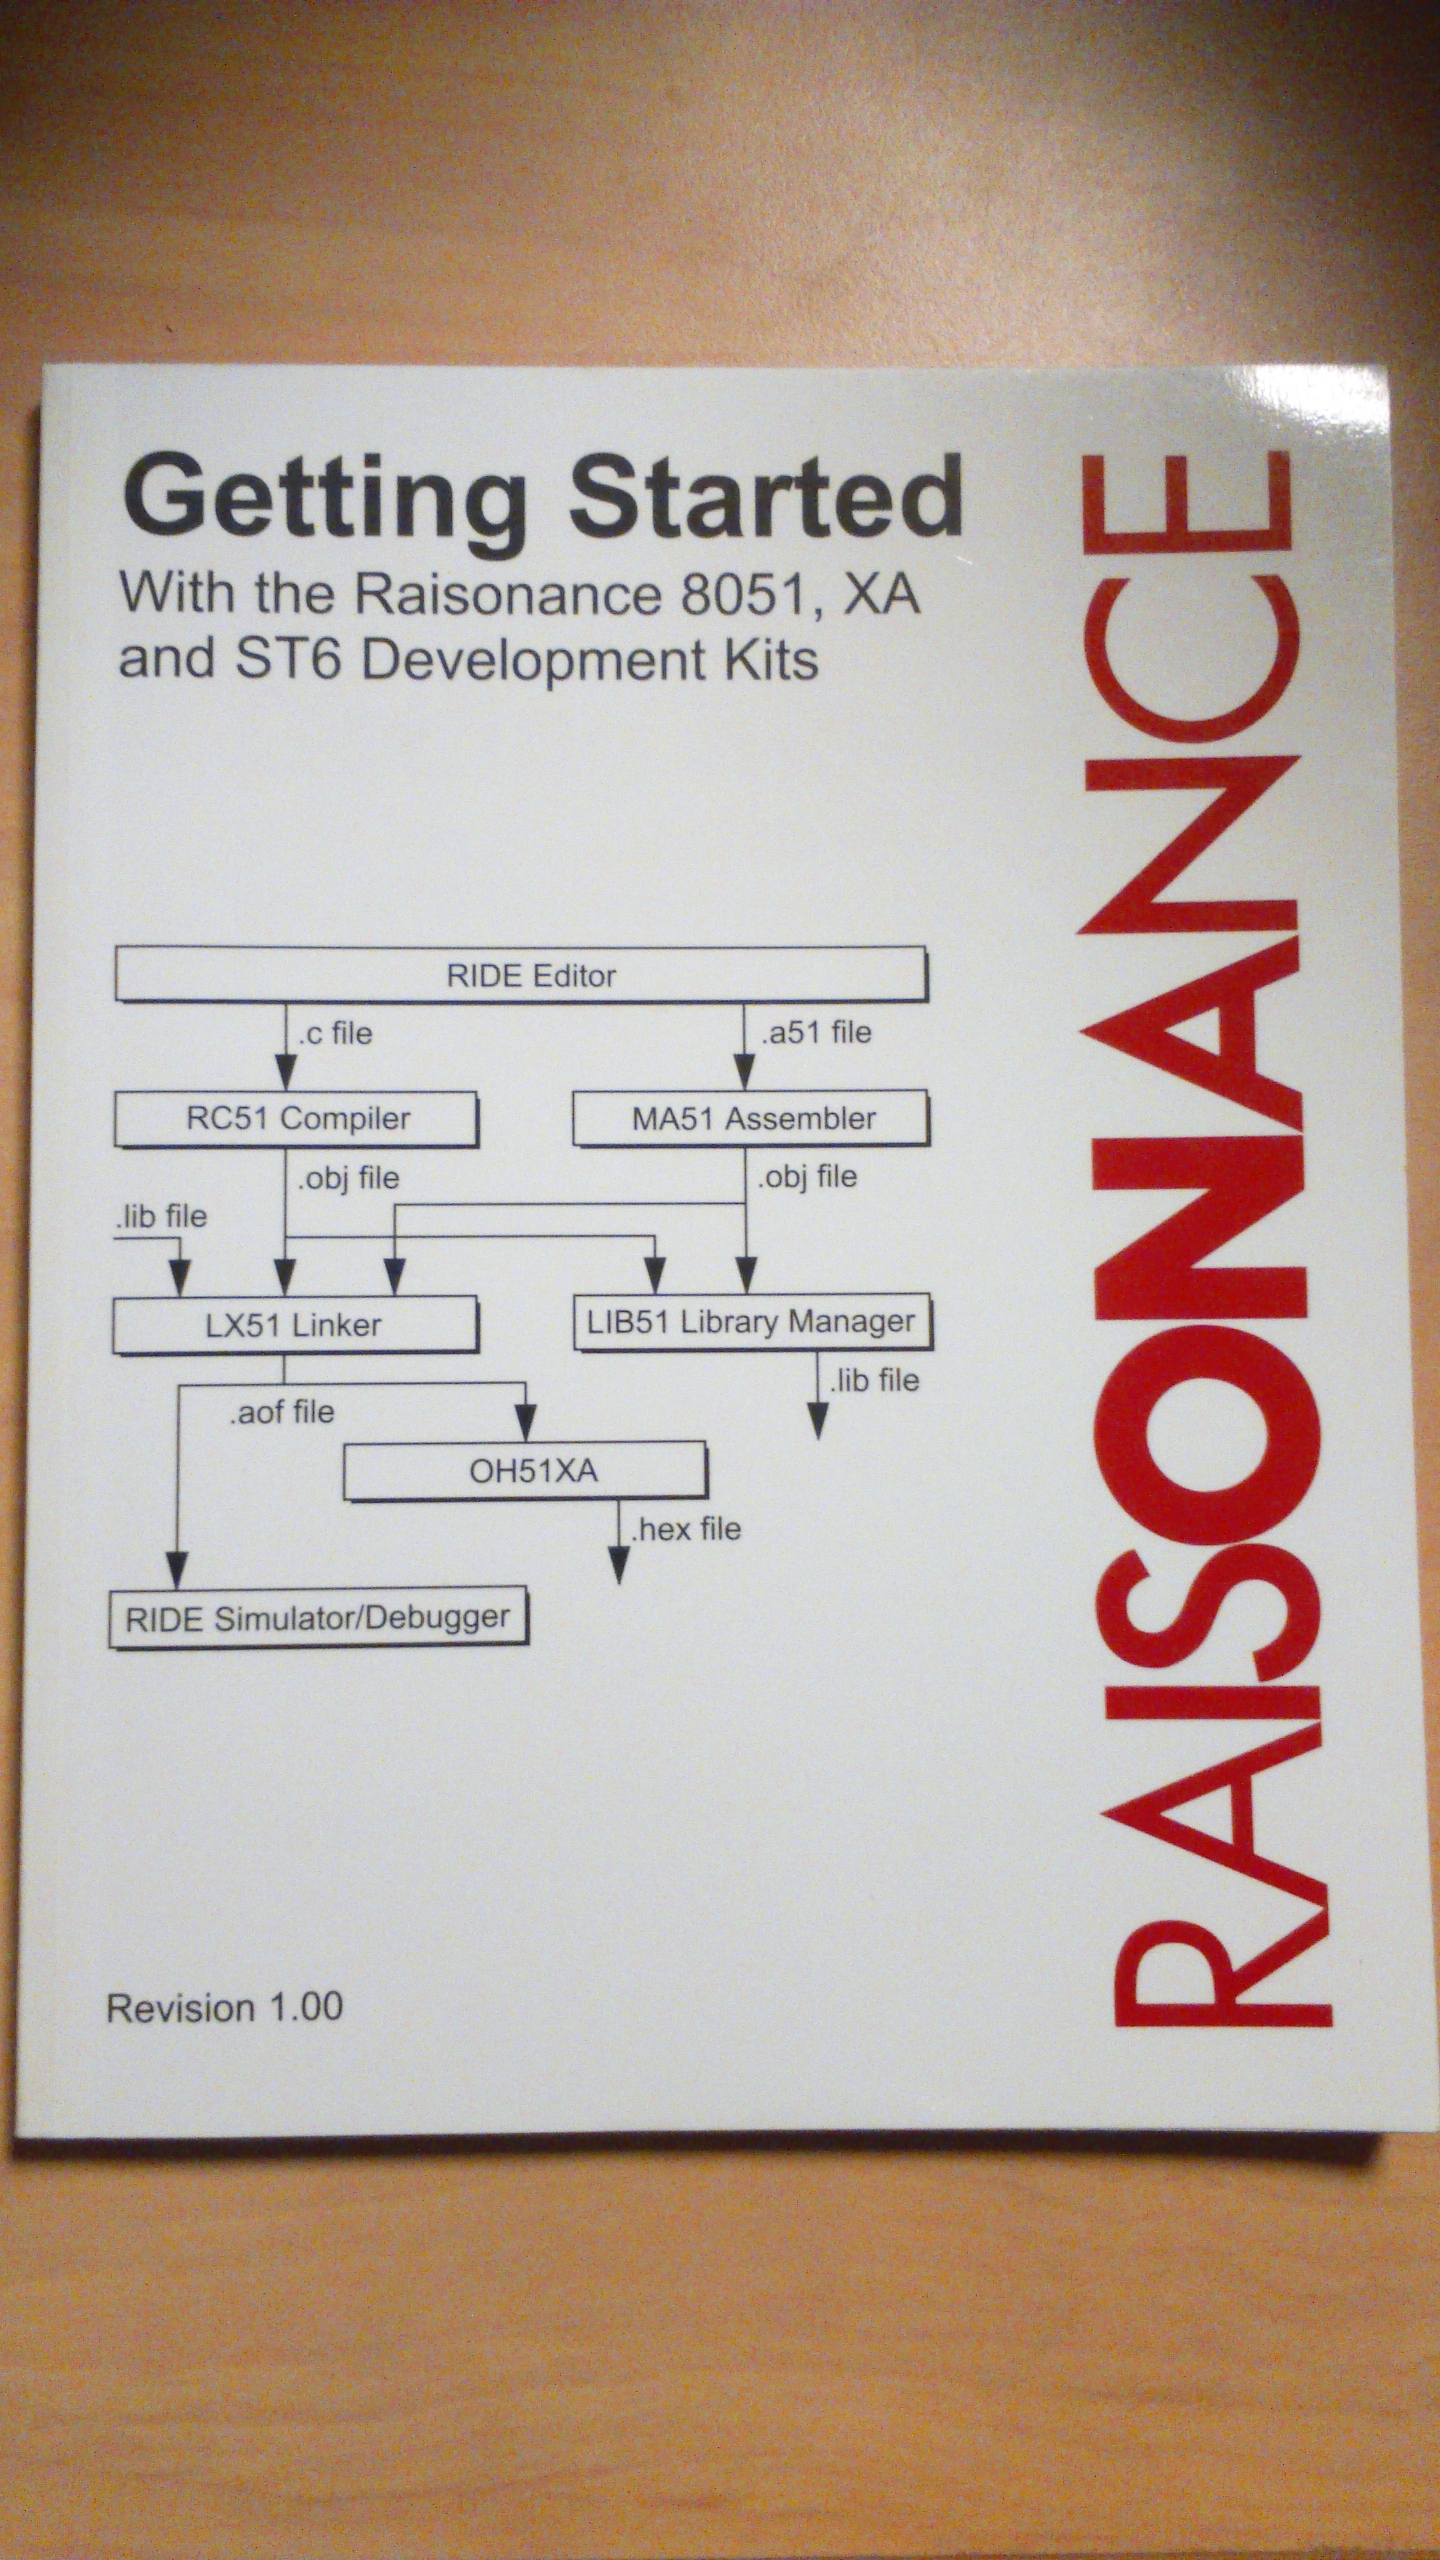 Getting Started
With the Raisonance 8051, XA
and ST6 Development Kits
RAISONANCE
RIDE Editor
.c file
.a51 file
RC51 Compiler
MA51 Assembler
.obj file
.obj file
.lib file
LX51 Linker
LIB51 Library Manager
.aof file
.lib file
OH51XA
.hex file
RIDE Simulator/Debugger
Revision 1.00